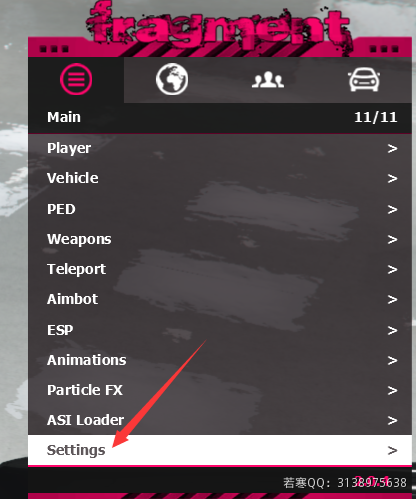 fragment
Main 11/11
Player >
Vehicle >
PED >
Weapons >
Teleport >
Aimbot >
ESP >
Animations >
Particle FX >
ASI Loader >
Settings >
若寒QQ：3138975638